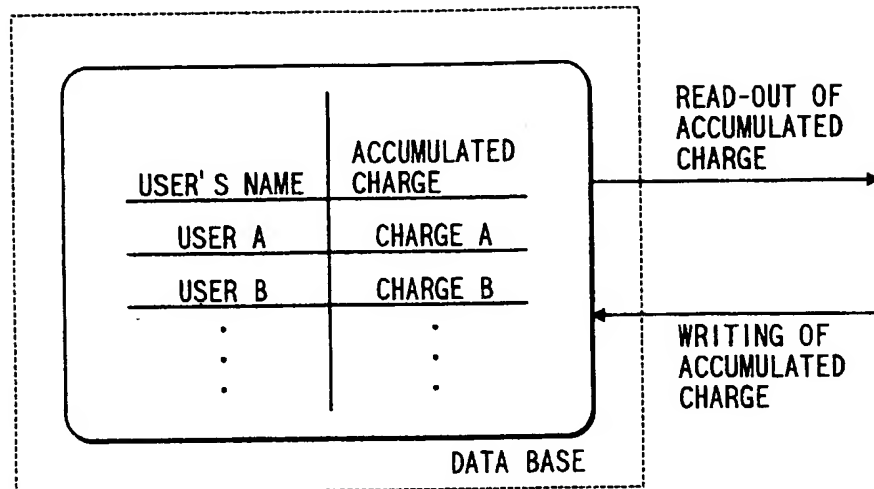 USER'S NAME
ACCUMULATED
CHARGE
USER A
CHARGE A
USER B
CHARGE B
DATA BASE
READ-OUT OF
ACCUMULATED
CHARGE
WRITING OF
ACCUMULATED
CHARGE